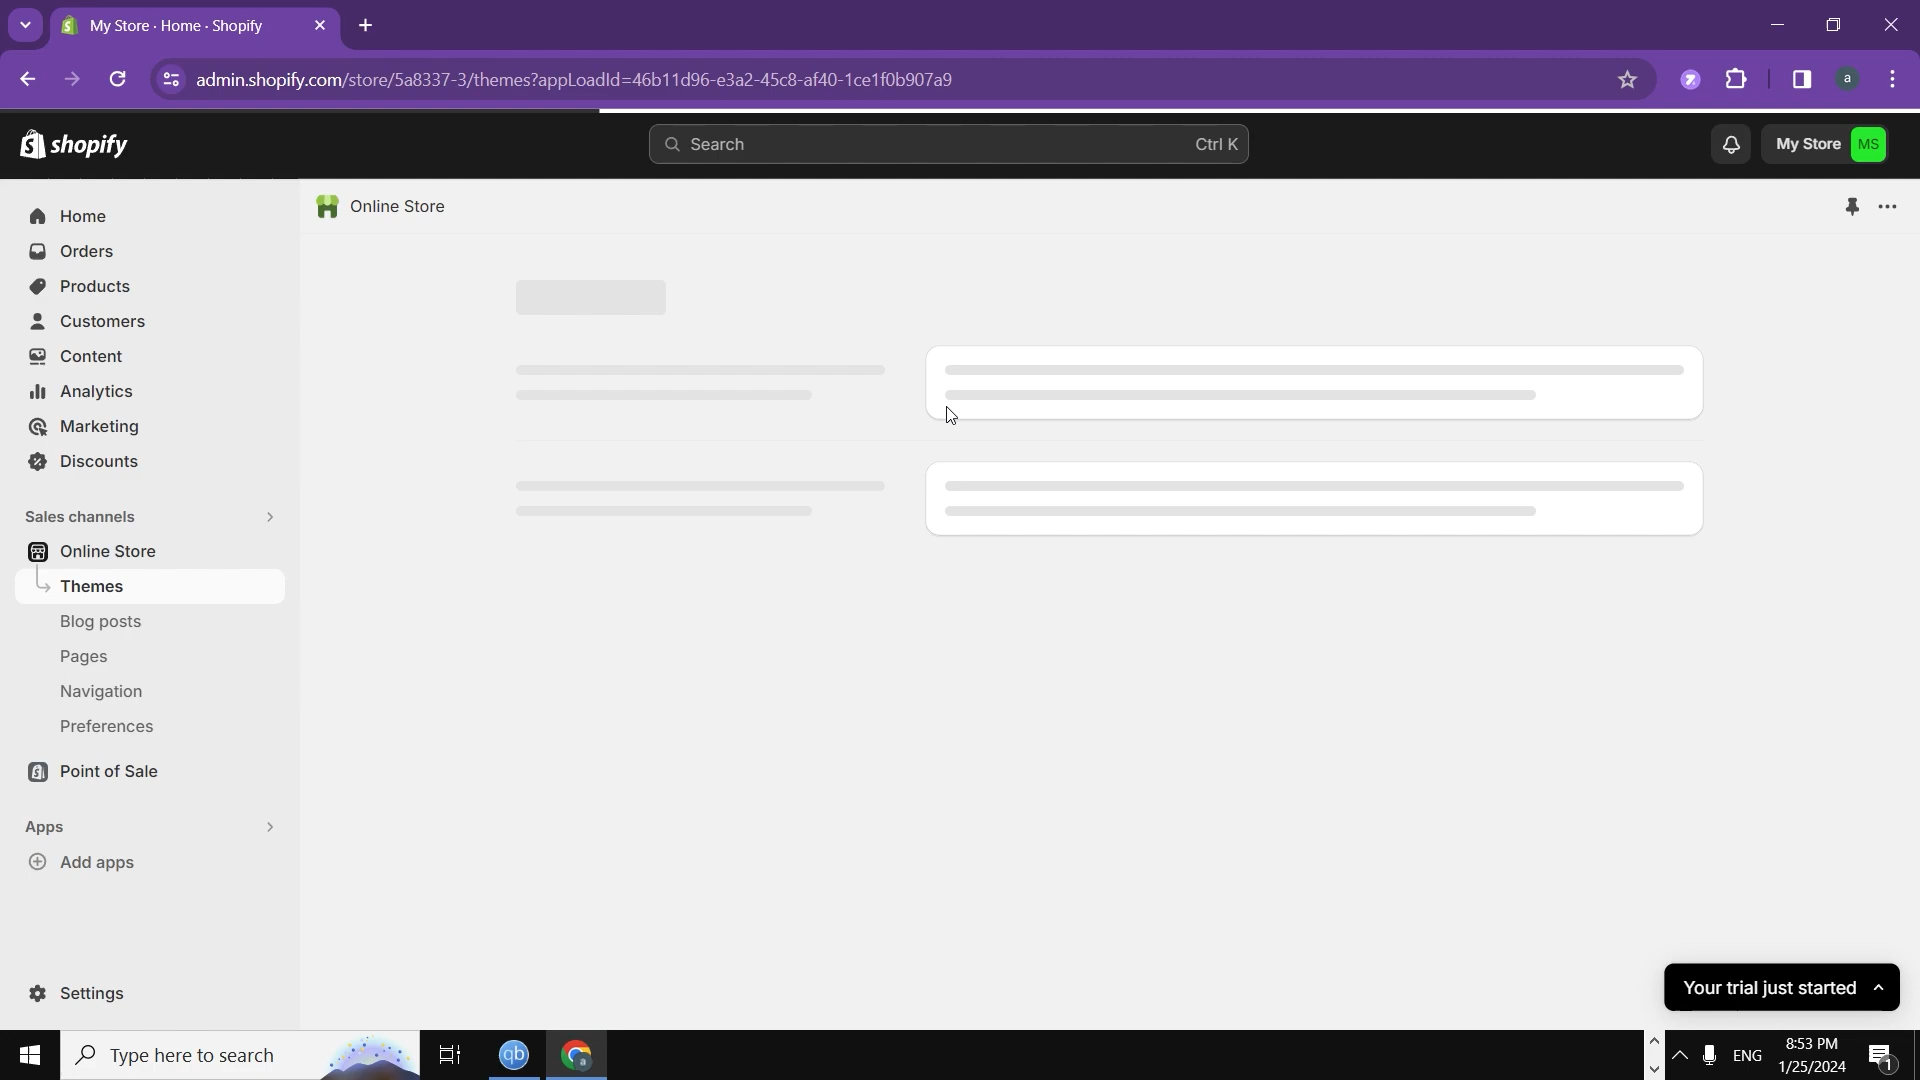 My Store · Home · Shopify
admin.shopify.com/store/5a8337-3/themes?appLoadId=46b11d96-e3a2-45c8-af40-1ce1f0b907a9
a
shopify
Search
Ctrl K
My Store
MS
Online Store
Home
Orders
Products
Customers
Content
Analytics
Marketing
Discounts
Sales channels
Online Store
Themes
Blog posts
Pages
Navigation
Preferences
Point of Sale
Apps
Add apps
Settings
Your trial just started
Type here to search
qb
a
ENG
8:53 PM
1/25/2024
1